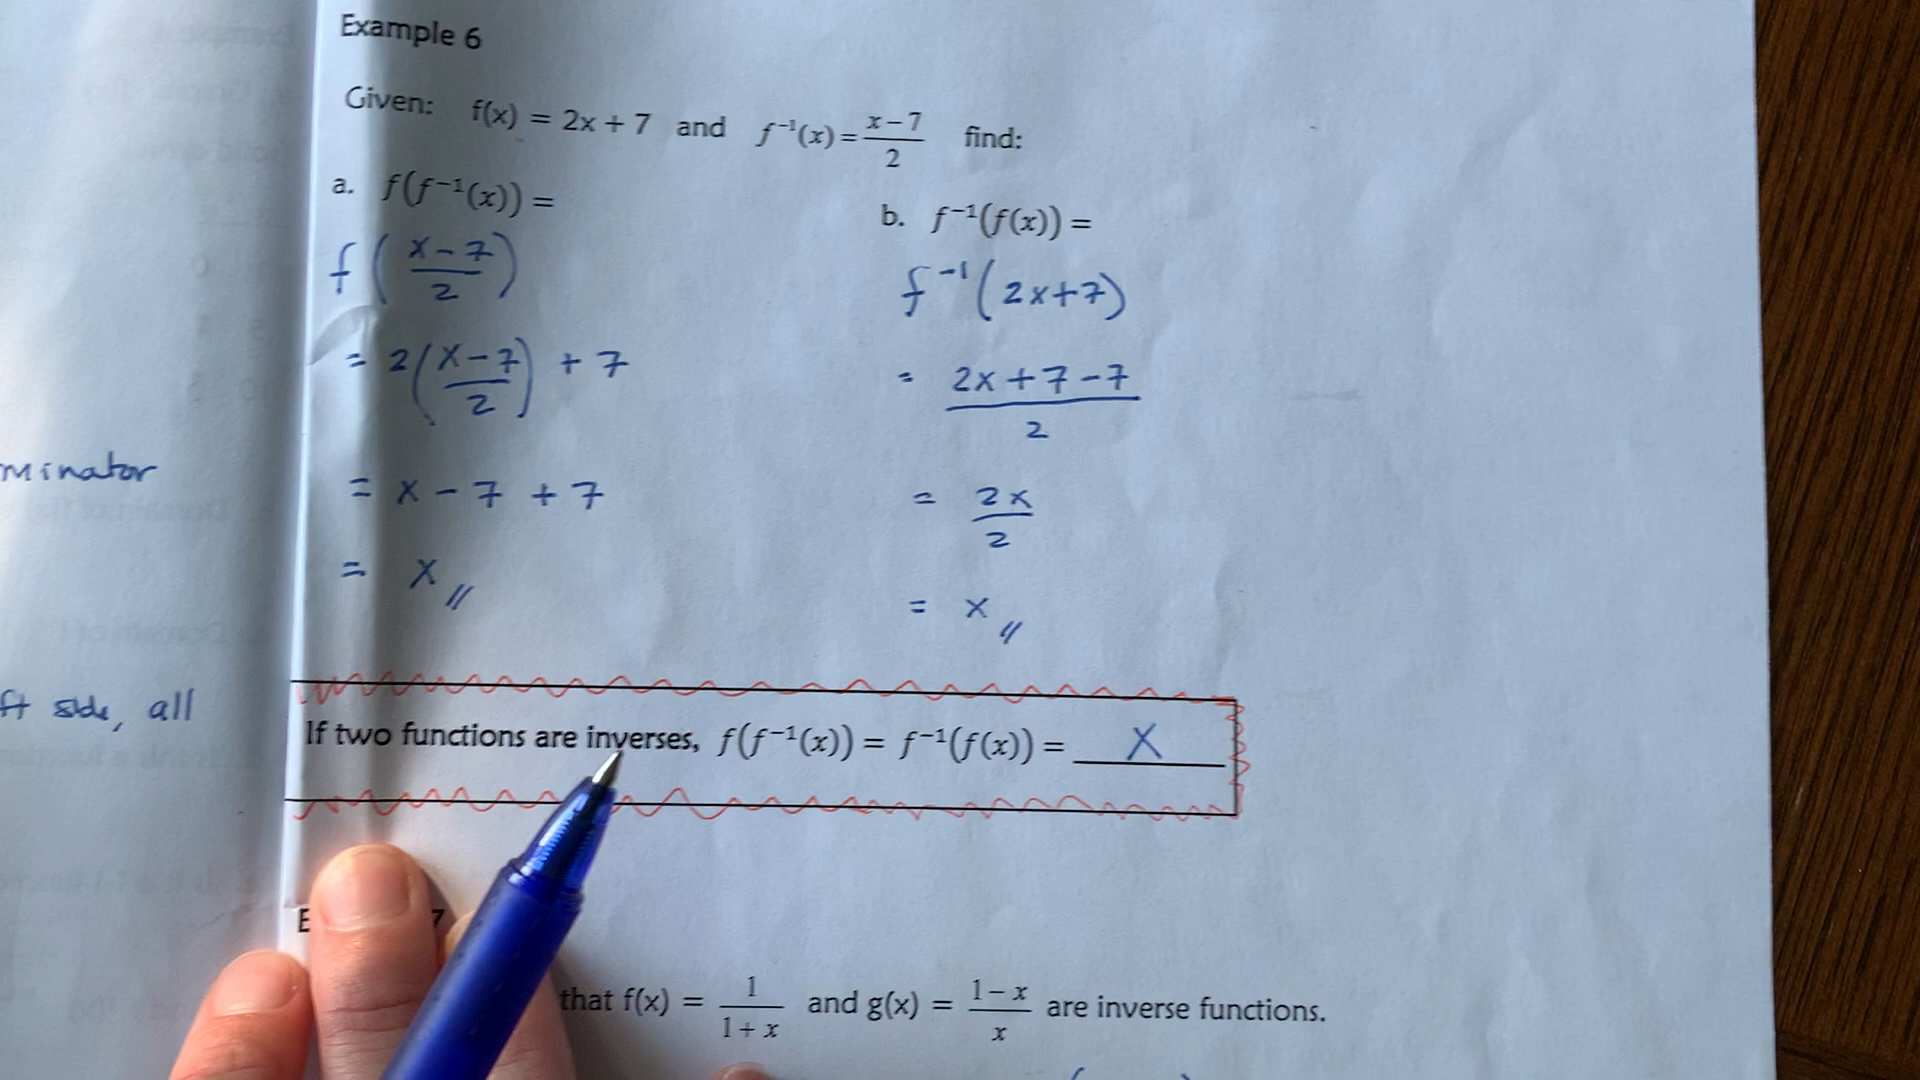 Example 6
Given: f(x) = 2x + 7 and f⁻¹(x) = (x − 7)/2 find:
a. f(f⁻¹(x)) =
f((x − 7)/2)
= 2((x − 7)/2) + 7
= x − 7 + 7
= x //
b. f⁻¹(f(x)) =
f⁻¹(2x+7)
= (2x + 7 − 7)/2
= 2x/2
= x //
minator
ft side, all
If two functions are inverses, f(f⁻¹(x)) = f⁻¹(f(x)) = x
7
that f(x) = 1/(1 + x) and g(x) = (1 − x)/x are inverse functions.